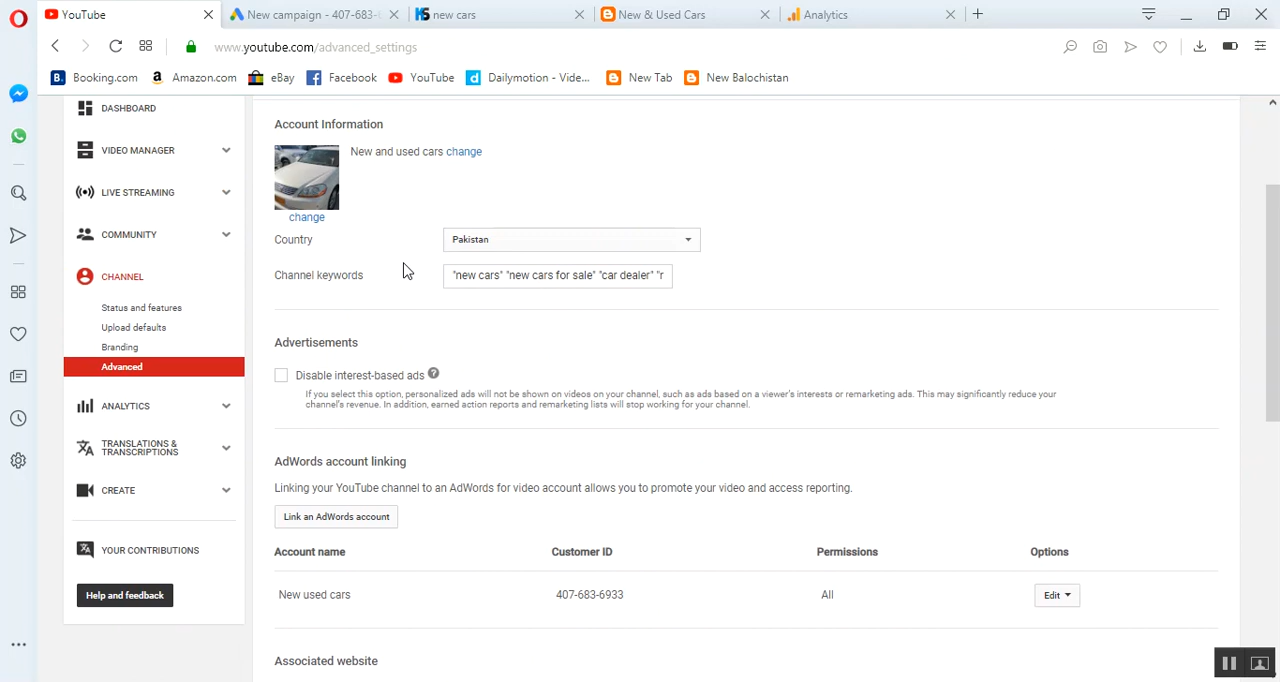 YouTube
New campaign - 407-683-
new cars
New & Used Cars
Analytics
www.youtube.com/advanced_settings
Booking.com
Amazon.com
eBay
Facebook
YouTube
Dailymotion - Vide...
New Tab
New Balochistan
DASHBOARD
VIDEO MANAGER
LIVE STREAMING
COMMUNITY
CHANNEL
Status and features
Upload defaults
Branding
Advanced
ANALYTICS
TRANSLATIONS &
TRANSCRIPTIONS
CREATE
YOUR CONTRIBUTIONS
Help and feedback
Account Information
New and used cars change
change
Country
Pakistan
Channel keywords
"new cars" "new cars for sale" "car dealer" "r
Advertisements
Disable interest-based ads
If you select this option, personalized ads will not be shown on videos on your channel, such as ads based on a viewer's interests or remarketing ads. This may significantly reduce your
channel's revenue. In addition, earned action reports and remarketing lists will stop working for your channel.
AdWords account linking
Linking your YouTube channel to an AdWords for video account allows you to promote your video and access reporting.
Link an AdWords account
Account name Customer ID Permissions Options
New used cars 407-683-6933 All Edit
Associated website